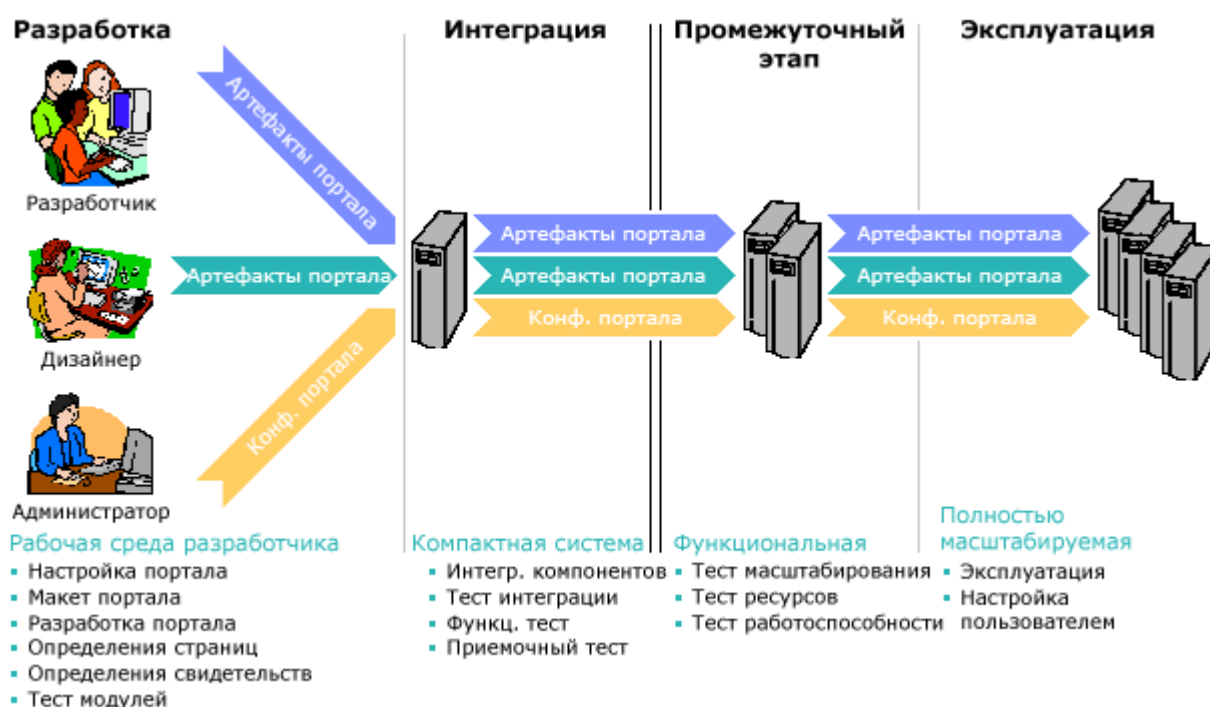 Разработка
Интеграция
Промежуточный
этап
Эксплуатация
Артефакты портала
Разработчик
Артефакты портала
Дизайнер
Конф. портала
Администратор
Артефакты портала
Артефакты портала
Конф. портала
Артефакты портала
Артефакты портала
Конф. портала
Рабочая среда разработчика
▪ Настройка портала
▪ Макет портала
▪ Разработка портала
▪ Определения страниц
▪ Определения свидетельств
▪ Тест модулей
Компактная система
▪ Интегр. компонентов
▪ Тест интеграции
▪ Функц. тест
▪ Приемочный тест
Функциональная
▪ Тест масштабирования
▪ Тест ресурсов
▪ Тест работоспособности
Полностью
масштабируемая
▪ Эксплуатация
▪ Настройка
пользователем